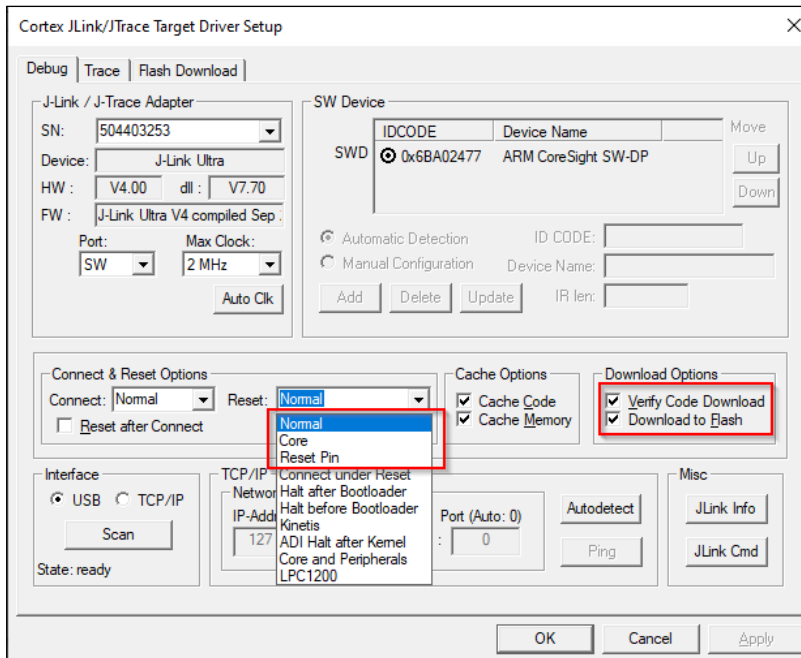 Cortex JLink/JTrace Target Driver Setup
Debug Trace Flash Download
J-Link / J-Trace Adapter
SN: 504403253
Device: J-Link Ultra
HW : V4.00 dll : V7.70
FW : J-Link Ultra V4 compiled Sep
Port: Max Clock:
SW 2 MHz
Auto Clk
SW Device
IDCODE Device Name
SWD 0x6BA02477 ARM CoreSight SW-DP
Move
Up
Down
Automatic Detection ID CODE:
Manual Configuration Device Name:
Add Delete Update IR len:
Connect & Reset Options
Connect: Normal Reset: Normal
Reset after Connect
Normal
Core
Reset Pin
Connect under Reset
Halt after Bootloader
Halt before Bootloader
Kinetis
ADI Halt after Kernel
Core and Peripherals
LPC1200
Cache Options
Cache Code
Cache Memory
Download Options
Verify Code Download
Download to Flash
Interface
USB TCP/IP
Scan
State: ready
TCP/IP
IP-Addr Port (Auto: 0)
127 : 0
Autodetect
Ping
Misc
JLink Info
JLink Cmd
OK Cancel Apply